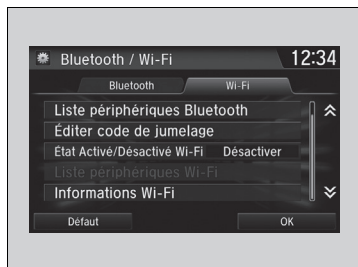 Bluetooth / Wi-Fi 12:34
Bluetooth Wi-Fi
Liste périphériques Bluetooth
Éditer code de jumelage
État Activé/Désactivé Wi-Fi Désactiver
Liste périphériques Wi-Fi
Informations Wi-Fi
Défaut OK